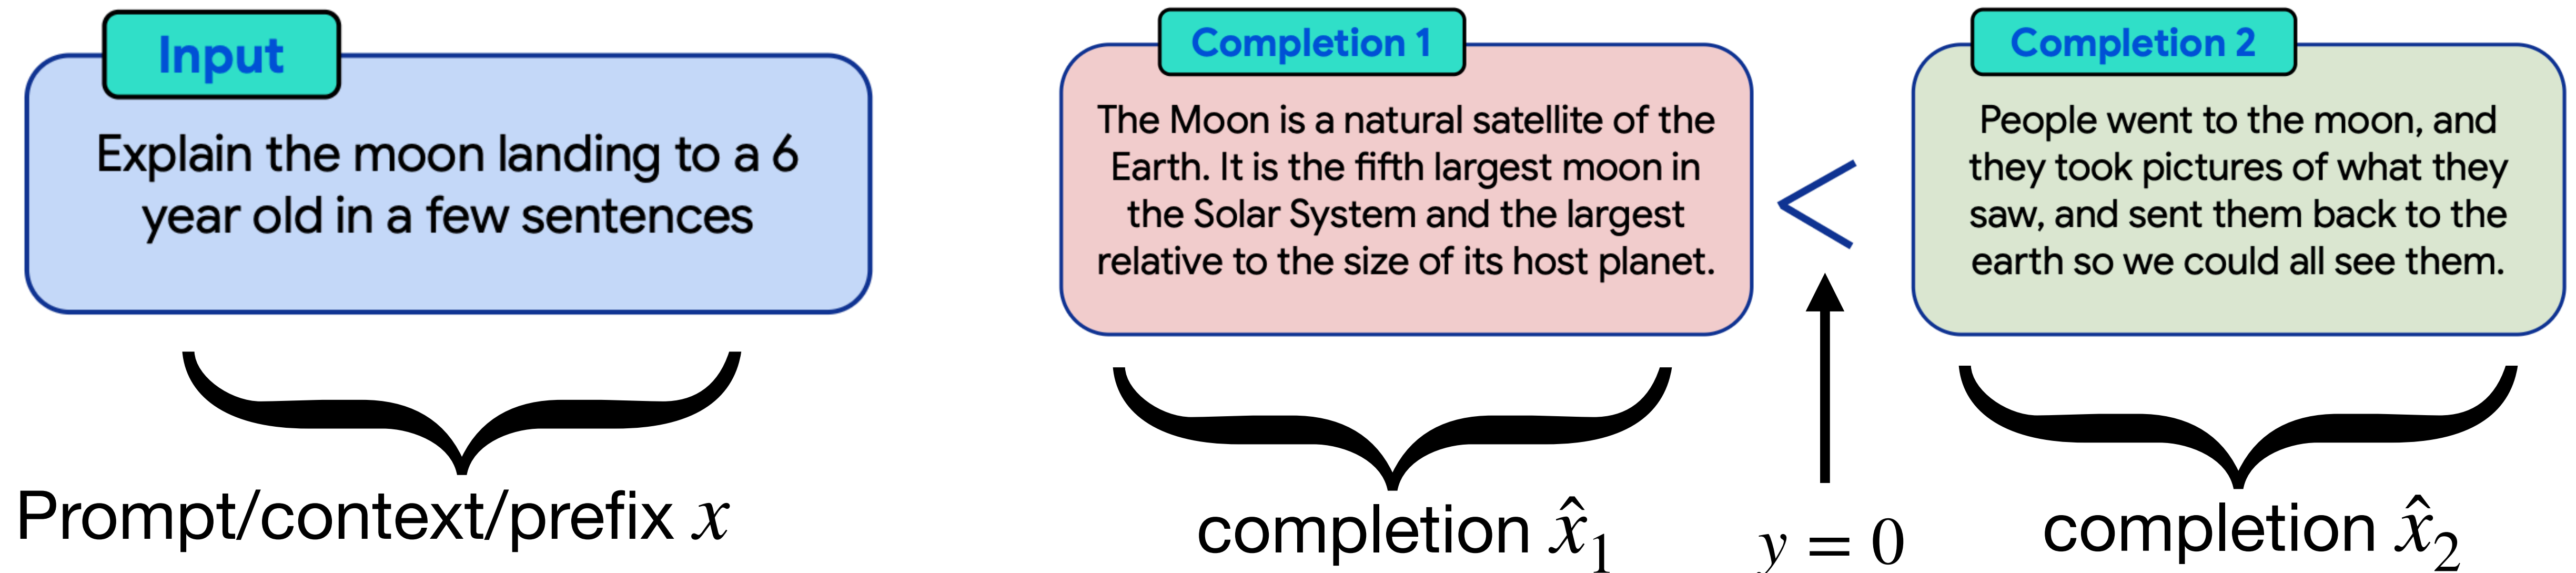 Input
Explain the moon landing to a 6
year old in a few sentences
Prompt/context/prefix x
Completion 1
The Moon is a natural satellite of the
Earth. It is the fifth largest moon in
the Solar System and the largest
relative to the size of its host planet.
completion x̂₁
<
y = 0
Completion 2
People went to the moon, and
they took pictures of what they
saw, and sent them back to the
earth so we could all see them.
completion x̂₂